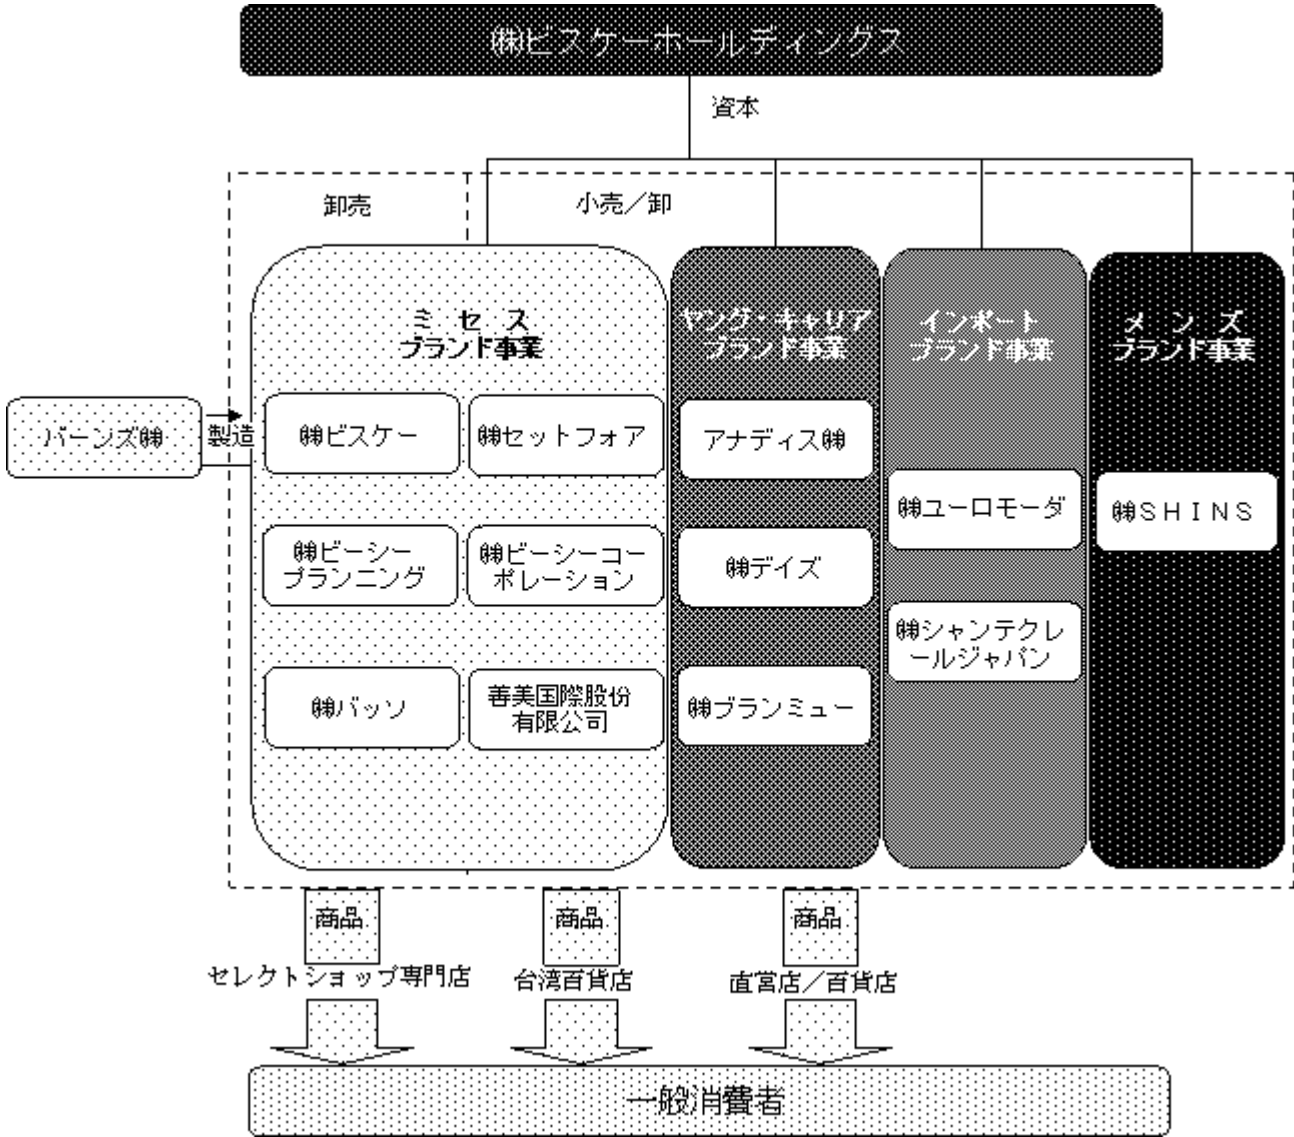 ㈱ビスケーホールディングス
資本
卸売
小売／卸
ミ セ ス
ブランド事業
ヤング・キャリア
ブランド事業
インポート
ブランド事業
メ ン ズ
ブランド事業
バーンズ㈱
製造
㈱ビスケー
㈱セットフォア
アナディス㈱
㈱ユーロモーダ
㈱ＳＨＩＮＳ
㈱ビーシー
プランニング
㈱ビーシーコー
ポレーション
㈱デイズ
㈱シャンテクレ
ールジャパン
㈱バッソ
善美国際股份
有限公司
㈱ブランミュー
商品
商品
商品
セレクトショップ専門店
台湾百貨店
直営店／百貨店
一般消費者